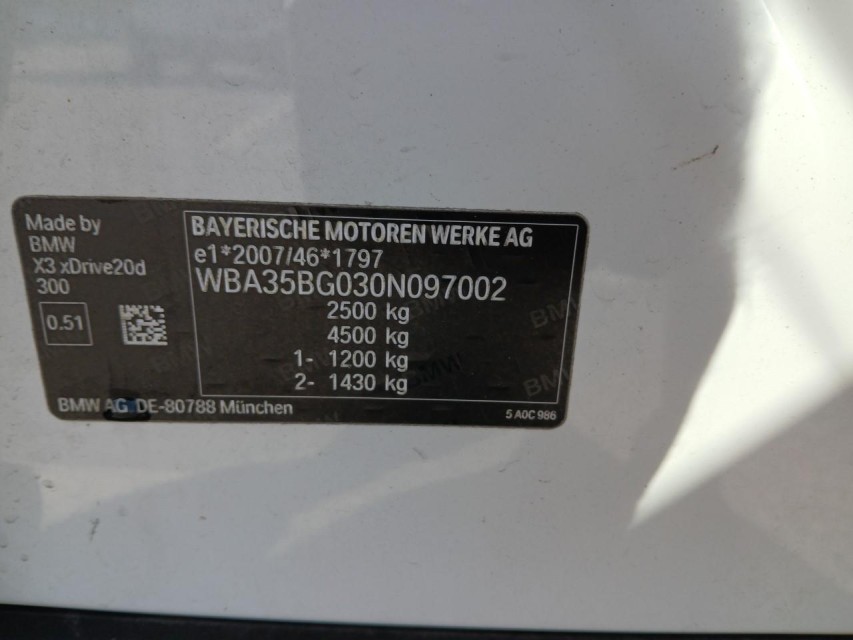 Made by
BMW
X3 xDrive20d
300
0.51
BAYERISCHE MOTOREN WERKE AG
e1*2007/46*1797
WBA35BG030N097002
2500 kg
4500 kg
1- 1200 kg
2- 1430 kg
BMW AG DE-80788 München
5 A0C 986